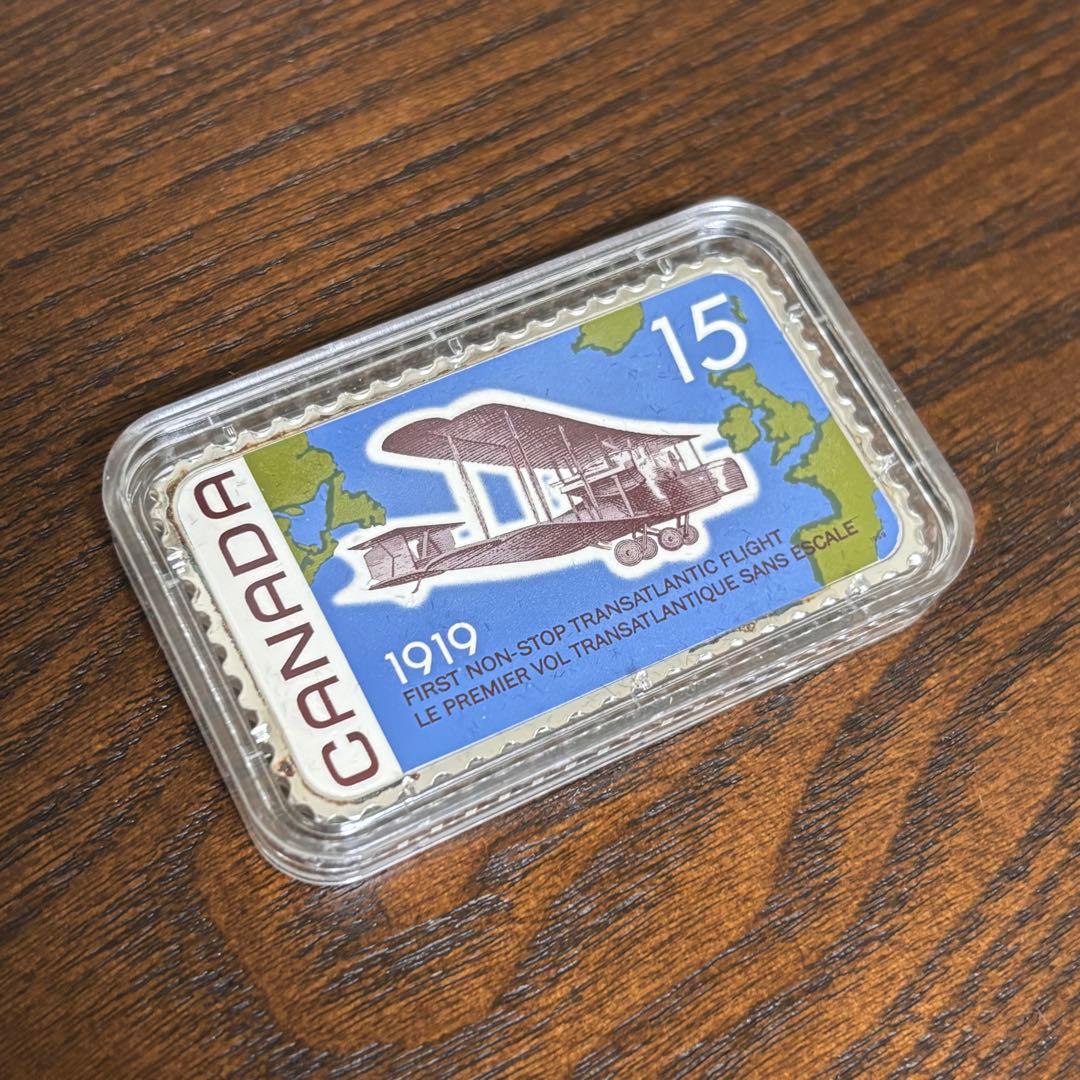 CANADA
15
1919
FIRST NON-STOP TRANSATLANTIC FLIGHT
LE PREMIER VOL TRANSATLANTIQUE SANS ESCALE